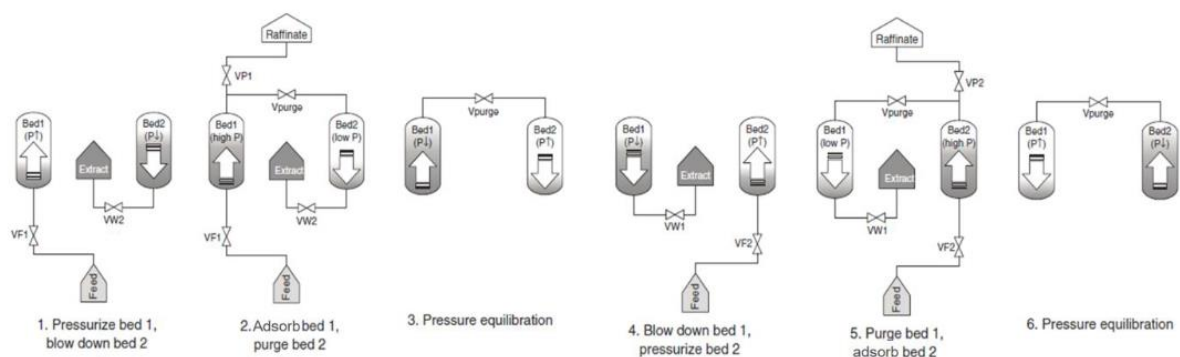 Bed1
(P↑)
Bed2
(P↓)
Extract
VW2
VF1
Feed
1. Pressurize bed 1,
blow down bed 2
Raffinate
VP1
Vpurge
Bed1
(high P)
Bed2
(low P)
Extract
VW2
VF1
Feed
2. Adsorb bed 1,
purge bed 2
Vpurge
Bed1
(P↓)
Bed2
(P↑)
3. Pressure equilibration
Bed1
(P↓)
Bed2
(P↑)
Extract
VW1
VF2
Feed
4. Blow down bed 1,
pressurize bed 2
Raffinate
VP2
Vpurge
Bed1
(low P)
Bed2
(high P)
Extract
VW1
VF2
Feed
5. Purge bed 1,
adsorb bed 2
Vpurge
Bed1
(P↑)
Bed2
(P↓)
6. Pressure equilibration